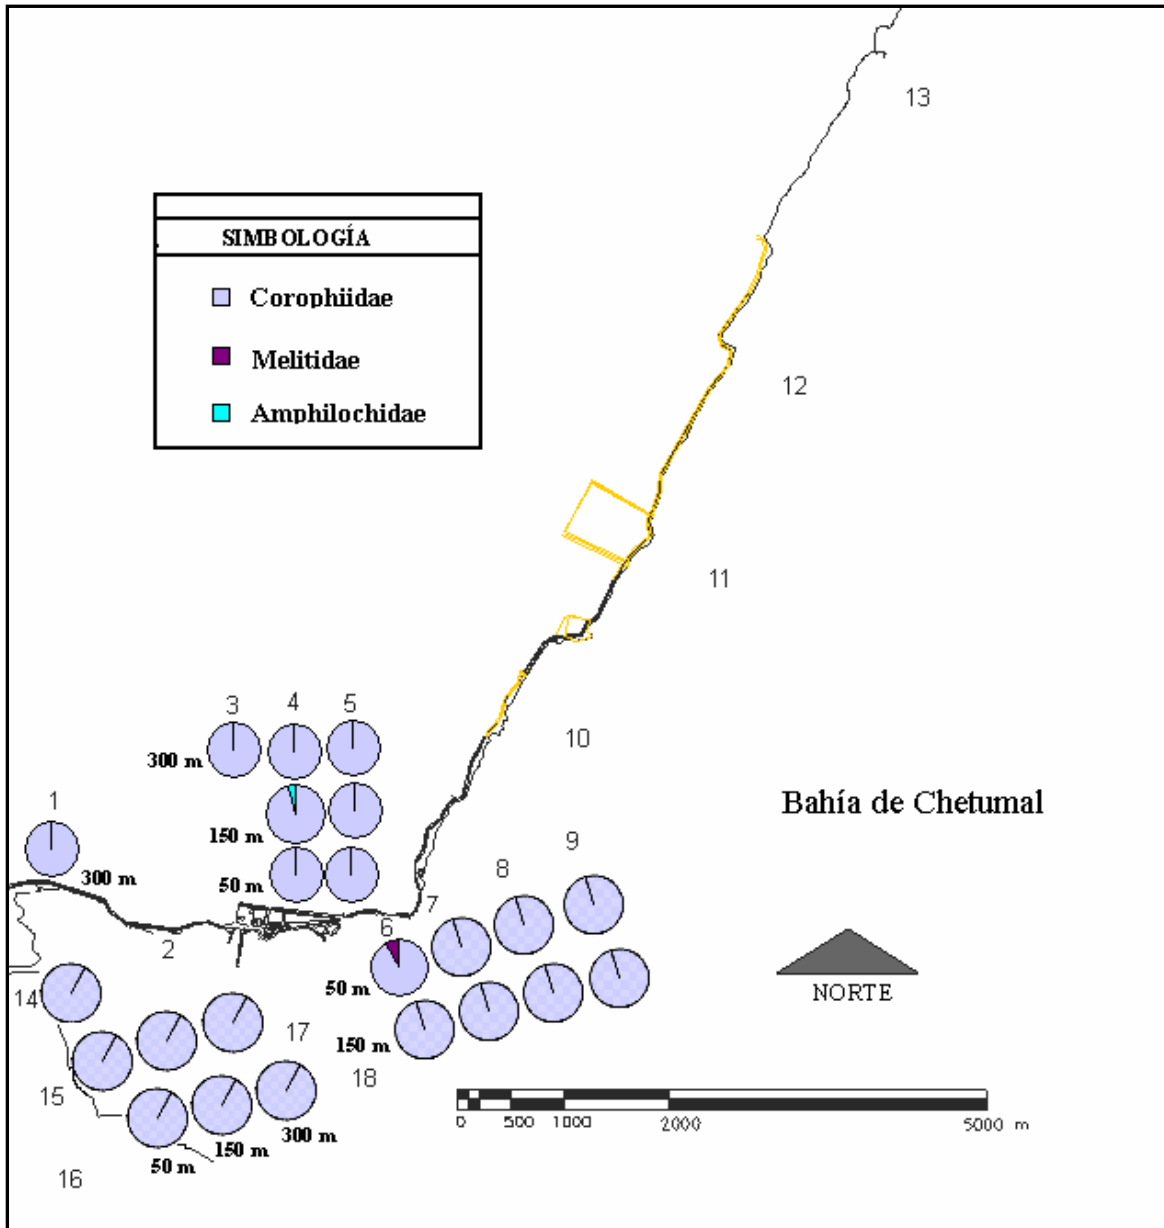 13
SIMBOLOGÍA
Corophiidae
Melitidae
Amphilochidae
12
11
3 4 5
300 m
10
Bahía de Chetumal
1
150 m
300 m
50 m
9
8
7
2
6
50 m
14
NORTE
150 m
17
18
15
0 500 1000 2000 5000 m
300 m
150 m
50 m
16